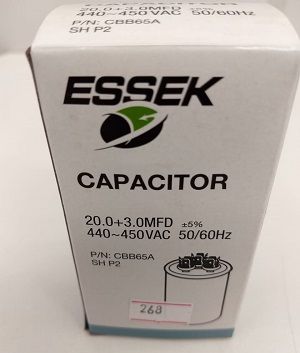 20.0+3.0MFD ±5%
440~450VAC 50/60Hz
P/N: CBB65A
SH P2
ESSEK
CAPACITOR
20.0+3.0MFD ±5%
440~450VAC 50/60Hz
P/N: CBB65A
SH P2
268